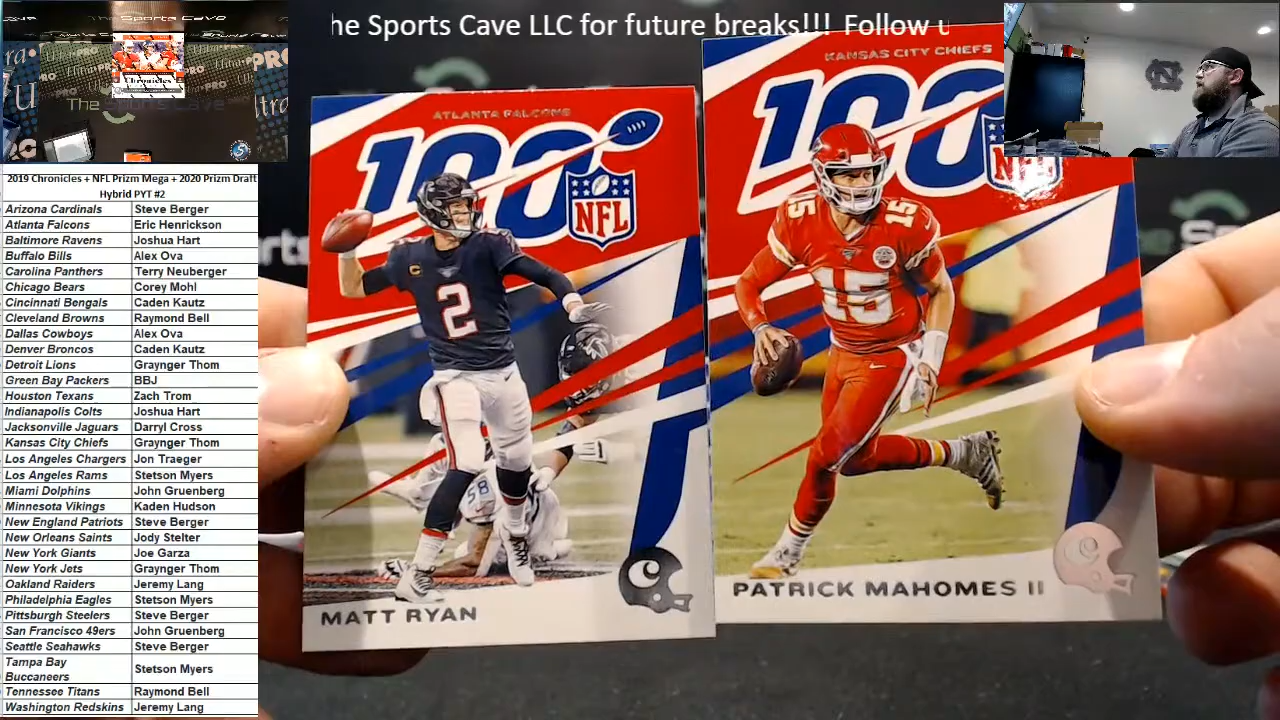 he Sports Cave LLC for future breaks!!! Follow u
The Sports Cave
PRO
Chronicles
The Sports Cave
2019 Chronicles + NFL Prizm Mega + 2020 Prizm Draft
Hybrid PYT #2
Arizona Cardinals Steve Berger
Atlanta Falcons Eric Henrickson
Baltimore Ravens Joshua Hart
Buffalo Bills Alex Ova
Carolina Panthers Terry Neuberger
Chicago Bears Corey Mohl
Cincinnati Bengals Caden Kautz
Cleveland Browns Raymond Bell
Dallas Cowboys Alex Ova
Denver Broncos Caden Kautz
Detroit Lions Graynger Thom
Green Bay Packers BBJ
Houston Texans Zach Trom
Indianapolis Colts Joshua Hart
Jacksonville Jaguars Darryl Cross
Kansas City Chiefs Graynger Thom
Los Angeles Chargers Jon Traeger
Los Angeles Rams Stetson Myers
Miami Dolphins John Gruenberg
Minnesota Vikings Kaden Hudson
New England Patriots Steve Berger
New Orleans Saints Jody Stelter
New York Giants Joe Garza
New York Jets Graynger Thom
Oakland Raiders Jeremy Lang
Philadelphia Eagles Stetson Myers
Pittsburgh Steelers Steve Berger
San Francisco 49ers John Gruenberg
Seattle Seahawks Steve Berger
Tampa Bay
Buccaneers Stetson Myers
Tennessee Titans Raymond Bell
Washington Redskins Jeremy Lang
ATLANTA FALCONS
100
NFL
2
C
58
MATT RYAN
KANSAS CITY CHIEFS
100
NFL
15
15
15
PATRICK MAHOMES II
NC